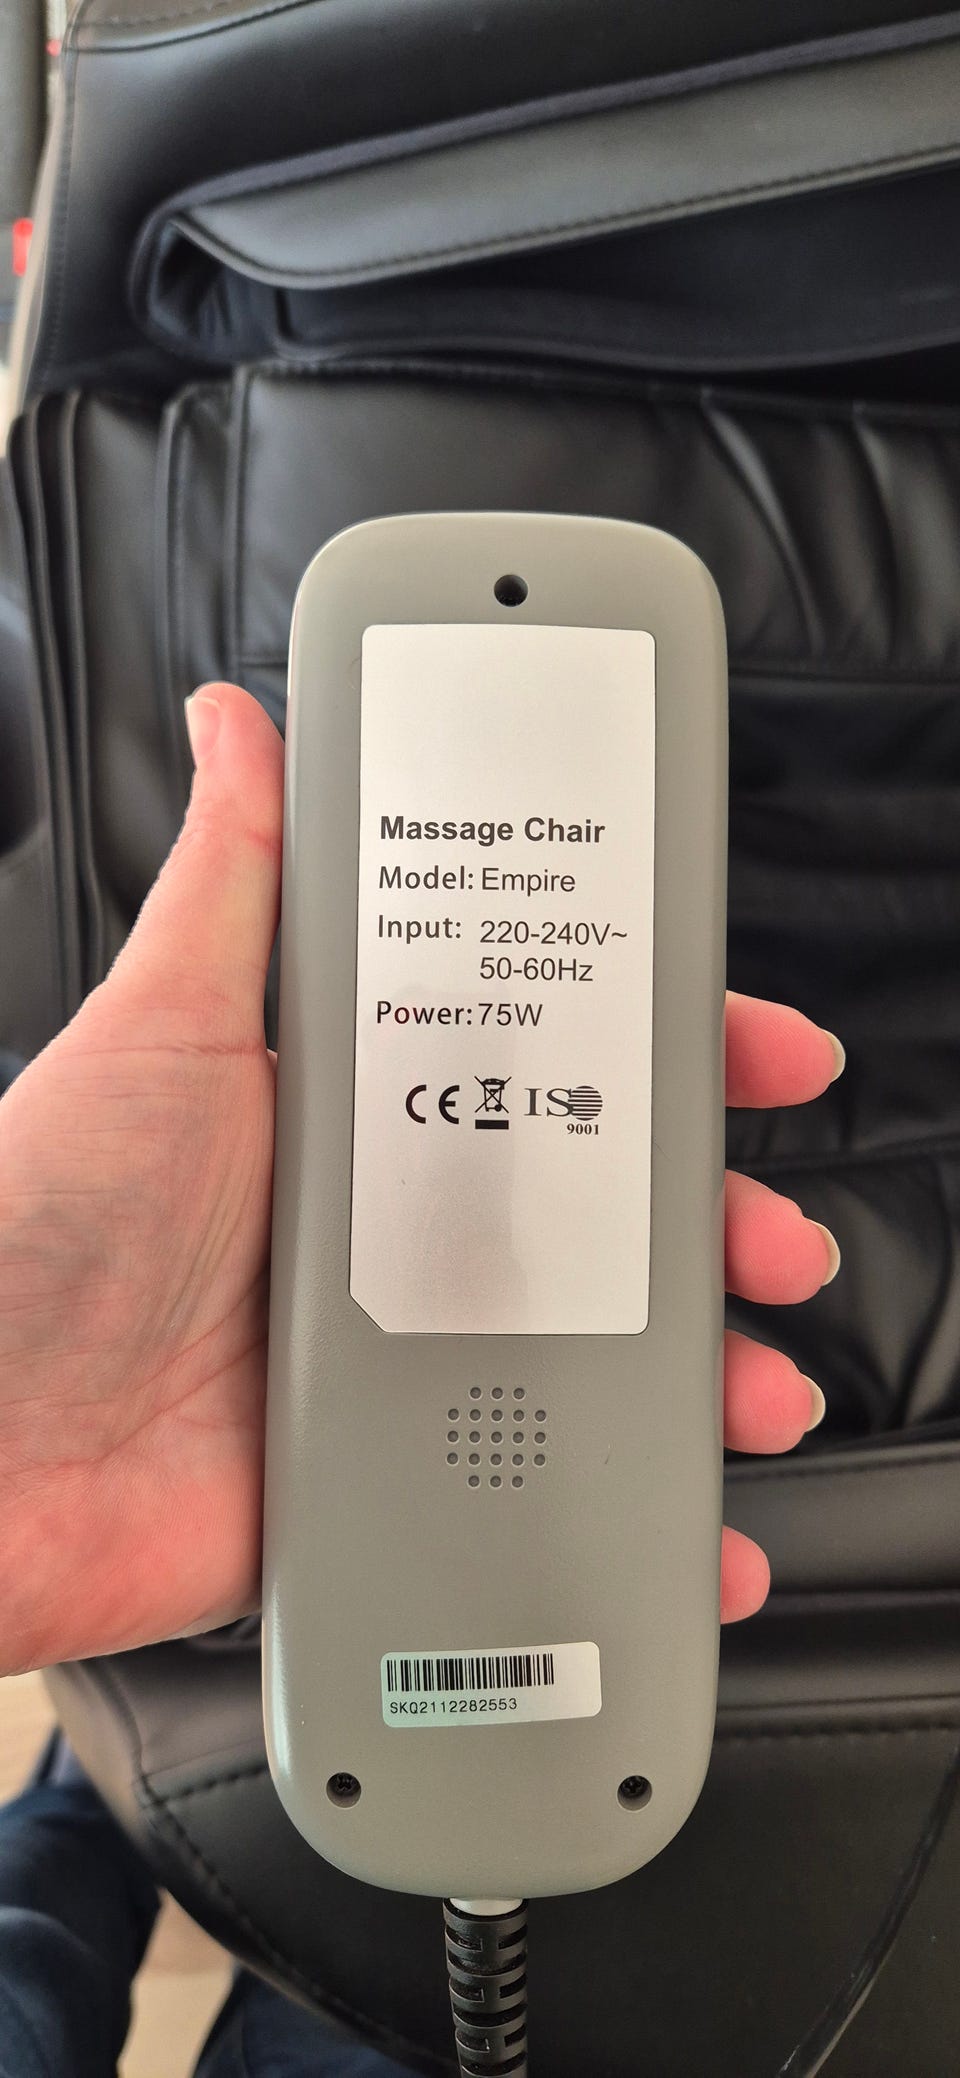 Massage Chair
Model: Empire
Input: 220-240V~
50-60Hz
Power: 75W
CE ISO
9001
SKQ2112282553